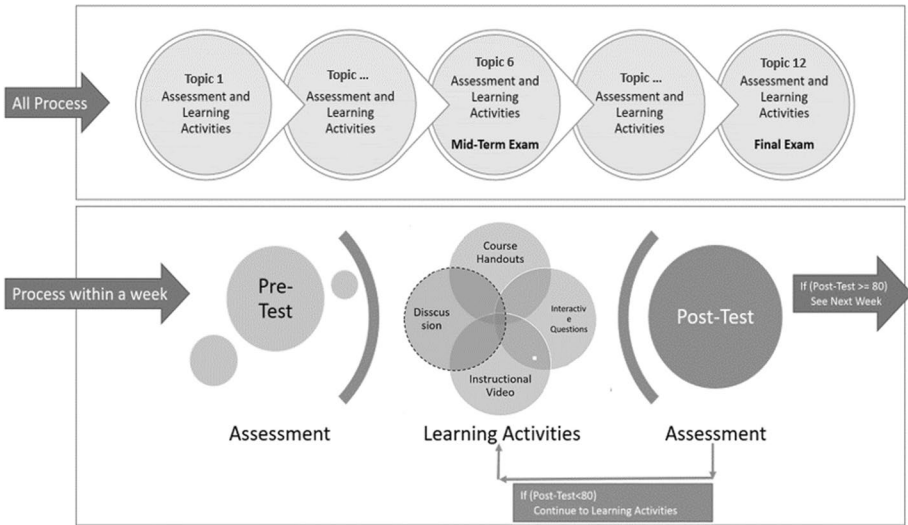 All Process
Topic 1
Assessment and
Learning
Activities
Topic ...
Assessment and
Learning
Activities
Topic 6
Assessment and
Learning
Activities
Mid-Term Exam
Topic ...
Assessment and
Learning
Activities
Topic 12
Assessment and
Learning
Activities
Final Exam
Process within a week
Pre-
Test
Course
Handouts
Disscus
sion
Interactiv
e
Questions
Instructional
Video
Post-Test
If (Post-Test >= 80)
See Next Week
Assessment
Learning Activities
Assessment
If (Post-Test<80)
Continue to Learning Activities